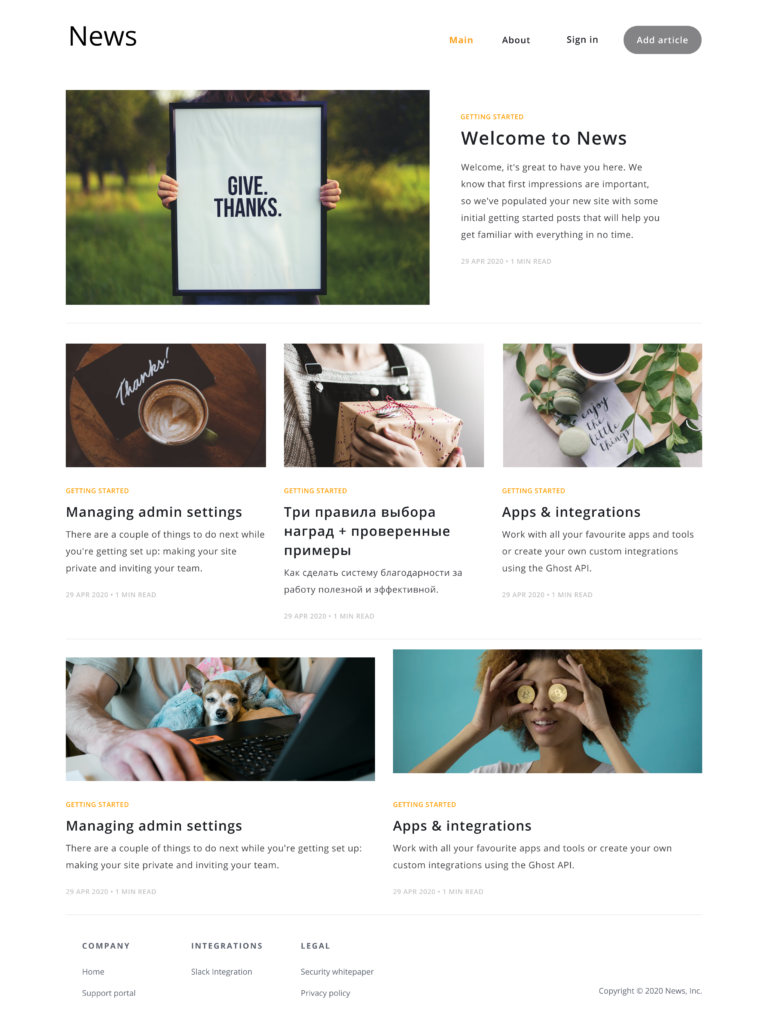 News
Main
About
Sign in
Add article
GIVE.
THANKS.
GETTING STARTED
Welcome to News
Welcome, it's great to have you here. We
know that first impressions are important,
so we've populated your new site with some
initial getting started posts that will help you
get familiar with everything in no time.
29 APR 2020 • 1 MIN READ
Thanks!
GETTING STARTED
Managing admin settings
There are a couple of things to do next while
you're getting set up: making your site
private and inviting your team.
29 APR 2020 • 1 MIN READ
GETTING STARTED
Три правила выбора
наград + проверенные
примеры
Как сделать систему благодарности за
работу полезной и эффективной.
29 APR 2020 • 1 MIN READ
enjoy
the
little
things
GETTING STARTED
Apps & integrations
Work with all your favourite apps and tools
or create your own custom integrations
using the Ghost API.
29 APR 2020 • 1 MIN READ
GETTING STARTED
Managing admin settings
There are a couple of things to do next while you're getting set up:
making your site private and inviting your team.
29 APR 2020 • 1 MIN READ
GETTING STARTED
Apps & integrations
Work with all your favourite apps and tools or create your own
custom integrations using the Ghost API.
29 APR 2020 • 1 MIN READ
COMPANY
Home
Support portal
INTEGRATIONS
Slack integration
LEGAL
Security whitepaper
Privacy policy
Copyright © 2020 News, Inc.